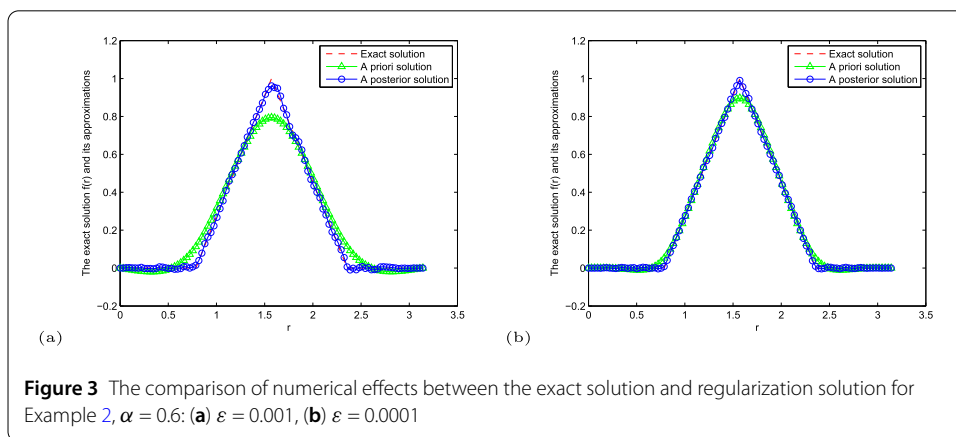 1.2
1
0.8
0.6
0.4
0.2
0
−0.2
The exact solution f(r) and its approximations
Exact solution
A priori solution
A posterior solution
0 0.5 1 1.5 2 2.5 3 3.5
r
(a)
1.2
1
0.8
0.6
0.4
0.2
0
−0.2
The exact solution f(r) and its approximations
Exact solution
A priori solution
A posterior solution
0 0.5 1 1.5 2 2.5 3 3.5
r
(b)
Figure 3 The comparison of numerical effects between the exact solution and regularization solution for
Example 2, α = 0.6: (a) ε = 0.001, (b) ε = 0.0001